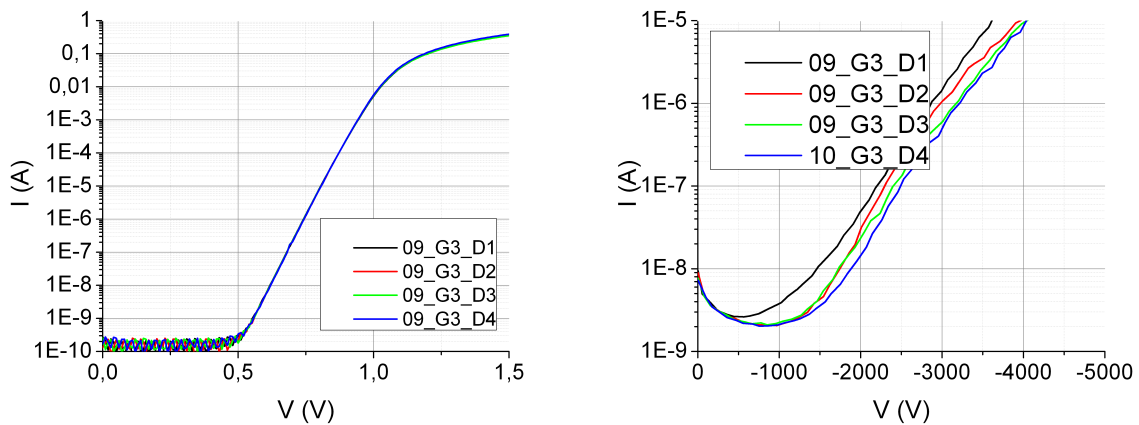 1
0,1
0,01
1E-3
1E-4
1E-5
1E-6
1E-7
1E-8
1E-9
1E-10
I (A)
0,0 0,5 1,0 1,5
V (V)
09_G3_D1
09_G3_D2
09_G3_D3
09_G3_D4
1E-5
1E-6
1E-7
1E-8
1E-9
I (A)
0 -1000 -2000 -3000 -4000 -5000
V (V)
09_G3_D1
09_G3_D2
09_G3_D3
10_G3_D4